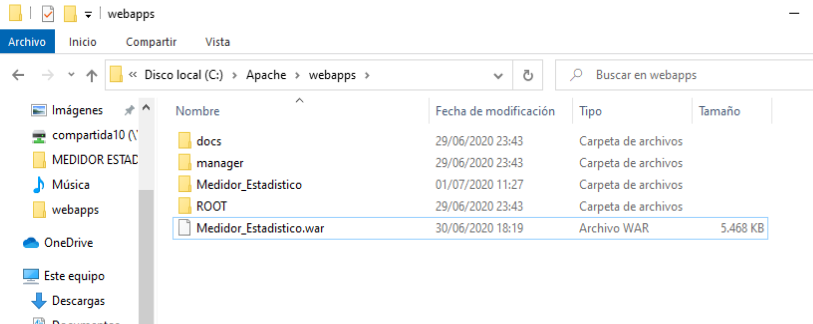 webapps
Archivo Inicio Compartir Vista
« Disco local (C:) > Apache > webapps > Buscar en webapps
Imágenes
compartida10 (\
MEDIDOR ESTAD
Música
webapps
OneDrive
Este equipo
Descargas
Nombre Fecha de modificación Tipo Tamaño
docs 29/06/2020 23:43 Carpeta de archivos
manager 29/06/2020 23:43 Carpeta de archivos
Medidor_Estadistico 01/07/2020 11:27 Carpeta de archivos
ROOT 29/06/2020 23:43 Carpeta de archivos
Medidor_Estadistico.war 30/06/2020 18:19 Archivo WAR 5.468 KB